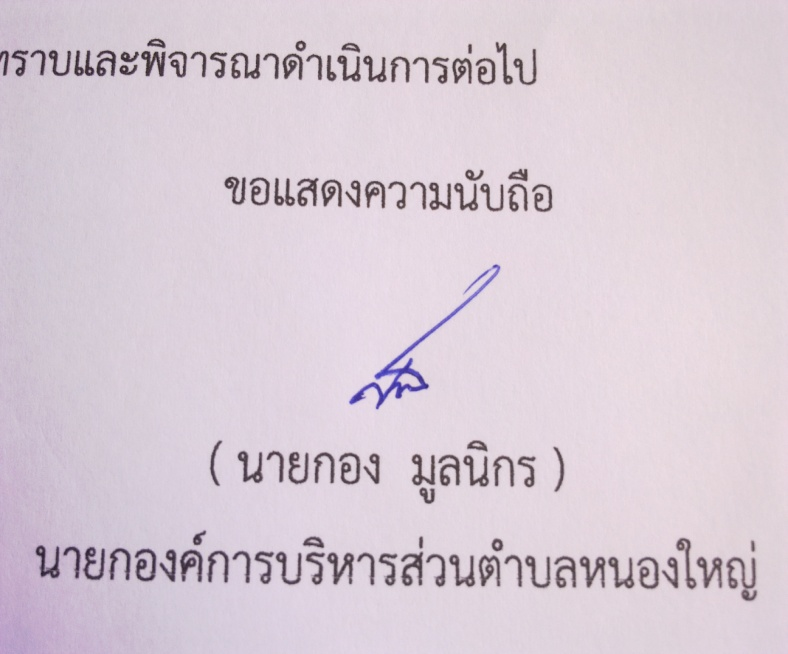 ทราบและพิจารณาดำเนินการต่อไป
ขอแสดงความนับถือ
( นายกอง มูลนิกร )
นายกองค์การบริหารส่วนตำบลหนองใหญ่